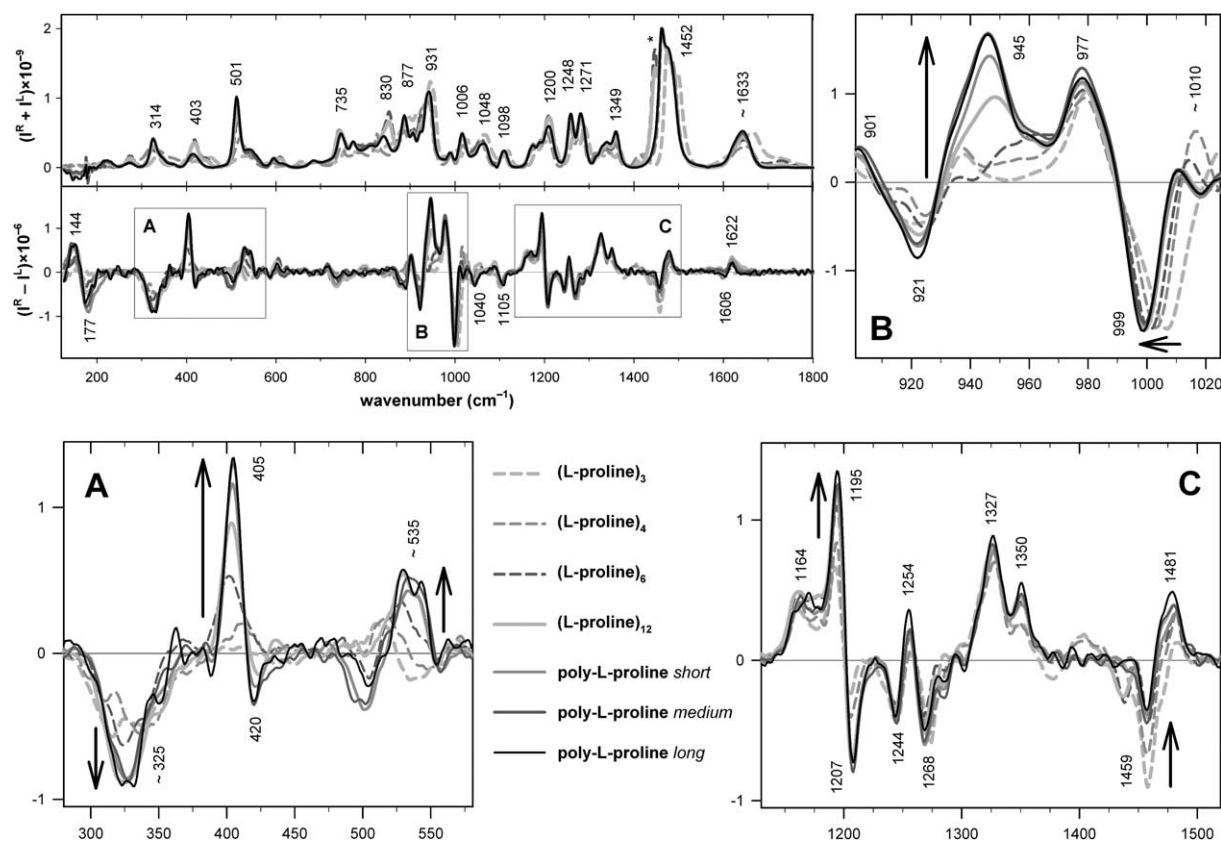 (I^R + I^L)×10^−9
2
1
0
314
403
501
735
830
877
931
1006
1048
1098
1200
1248
1271
1349
*
1452
~ 1633
(I^R − I^L)×10^−6
1
0
-1
144
177
A
B
C
1040
1105
1606
1622
200 400 600 800 1000 1200 1400 1600 1800
wavenumber (cm^−1)
1
0
-1
901
921
945
977
999
~ 1010
B
920 940 960 980 1000 1020
1
0
-1
A
~ 325
405
420
~ 535
300 350 400 450 500 550
(L-proline)_3
(L-proline)_4
(L-proline)_6
(L-proline)_12
poly-L-proline short
poly-L-proline medium
poly-L-proline long
1
0
-1
C
1164
1195
1207
1244
1254
1268
1327
1350
1459
1481
1200 1300 1400 1500